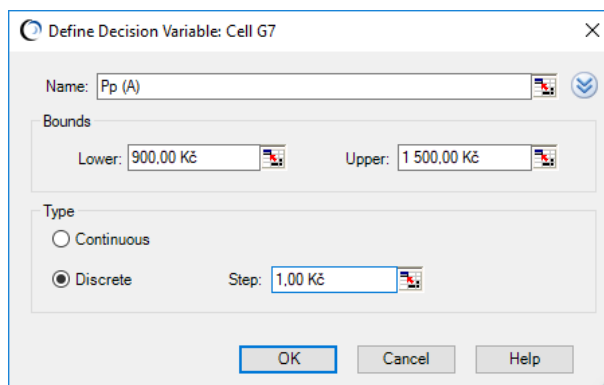 Define Decision Variable: Cell G7
Name: Pp (A)
Bounds
Lower: 900,00 Kč Upper: 1 500,00 Kč
Type
Continuous
Discrete Step: 1,00 Kč
OK Cancel Help